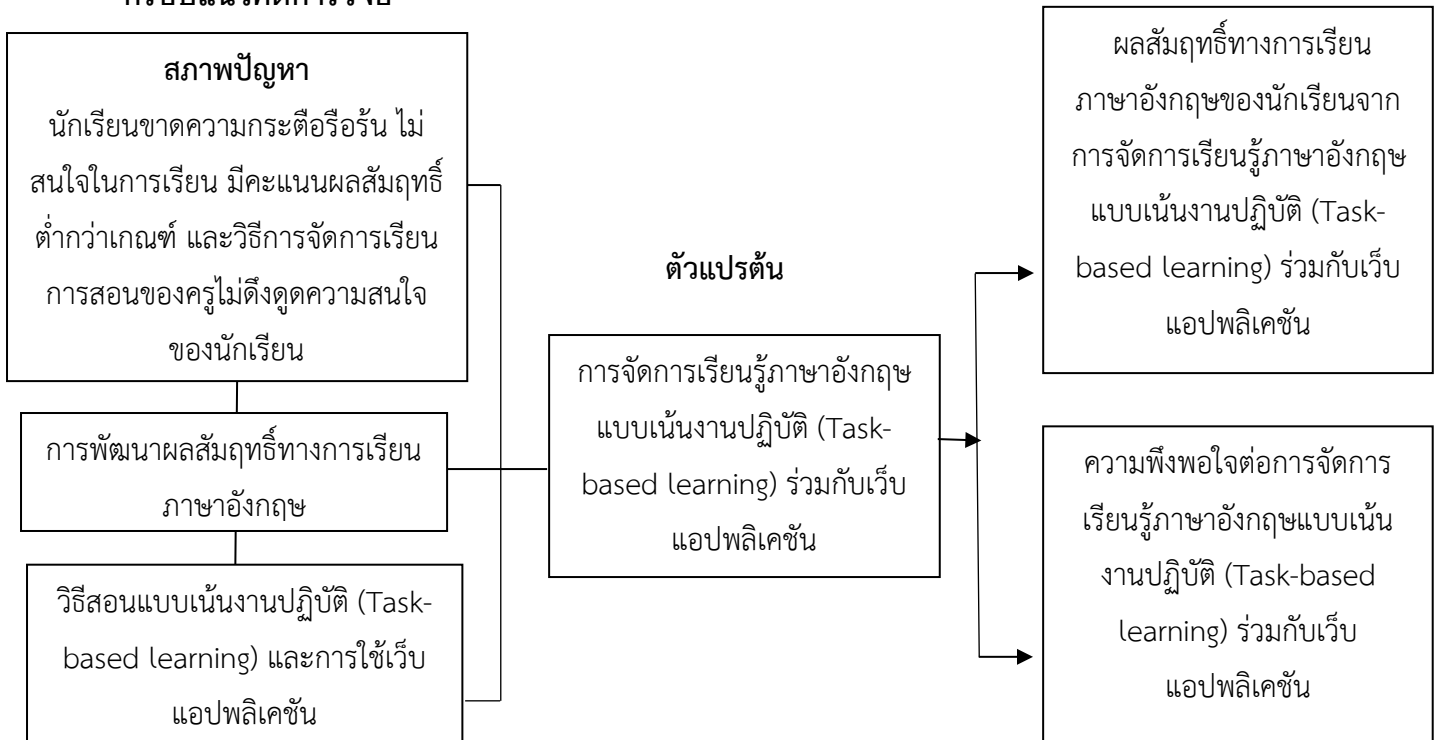 สภาพปัญหา
นักเรียนขาดความกระตือรือร้น ไม่
สนใจในการเรียน มีคะแนนผลสัมฤทธิ์
ต่ำกว่าเกณฑ์ และวิธีการจัดการเรียน
การสอนของครูไม่ดึงดูดความสนใจ
ของนักเรียน
การพัฒนาผลสัมฤทธิ์ทางการเรียน
ภาษาอังกฤษ
วิธีสอนแบบเน้นงานปฏิบัติ (Task-
based learning) และการใช้เว็บ
แอปพลิเคชัน
ตัวแปรต้น
การจัดการเรียนรู้ภาษาอังกฤษ
แบบเน้นงานปฏิบัติ (Task-
based learning) ร่วมกับเว็บ
แอปพลิเคชัน
ผลสัมฤทธิ์ทางการเรียน
ภาษาอังกฤษของนักเรียนจาก
การจัดการเรียนรู้ภาษาอังกฤษ
แบบเน้นงานปฏิบัติ (Task-
based learning) ร่วมกับเว็บ
แอปพลิเคชัน
ความพึงพอใจต่อการจัดการ
เรียนรู้ภาษาอังกฤษแบบเน้น
งานปฏิบัติ (Task-based
learning) ร่วมกับเว็บ
แอปพลิเคชัน